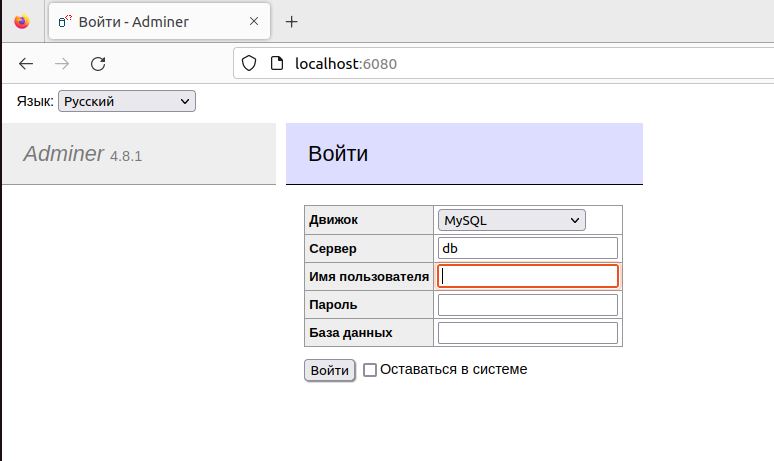 Войти - Adminer
localhost:6080
Язык: Русский
Adminer 4.8.1
Войти
Движок MySQL
Сервер db
Имя пользователя
Пароль
База данных
Войти Оставаться в системе